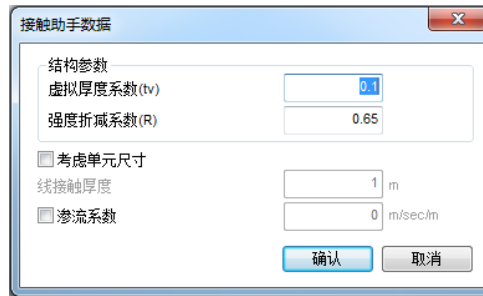 接触助手数据
结构参数
虚拟厚度系数(tv) 0.1
强度折减系数(R) 0.65
考虑单元尺寸
线接触厚度 1 m
渗流系数 0 m/sec/m
确认 取消